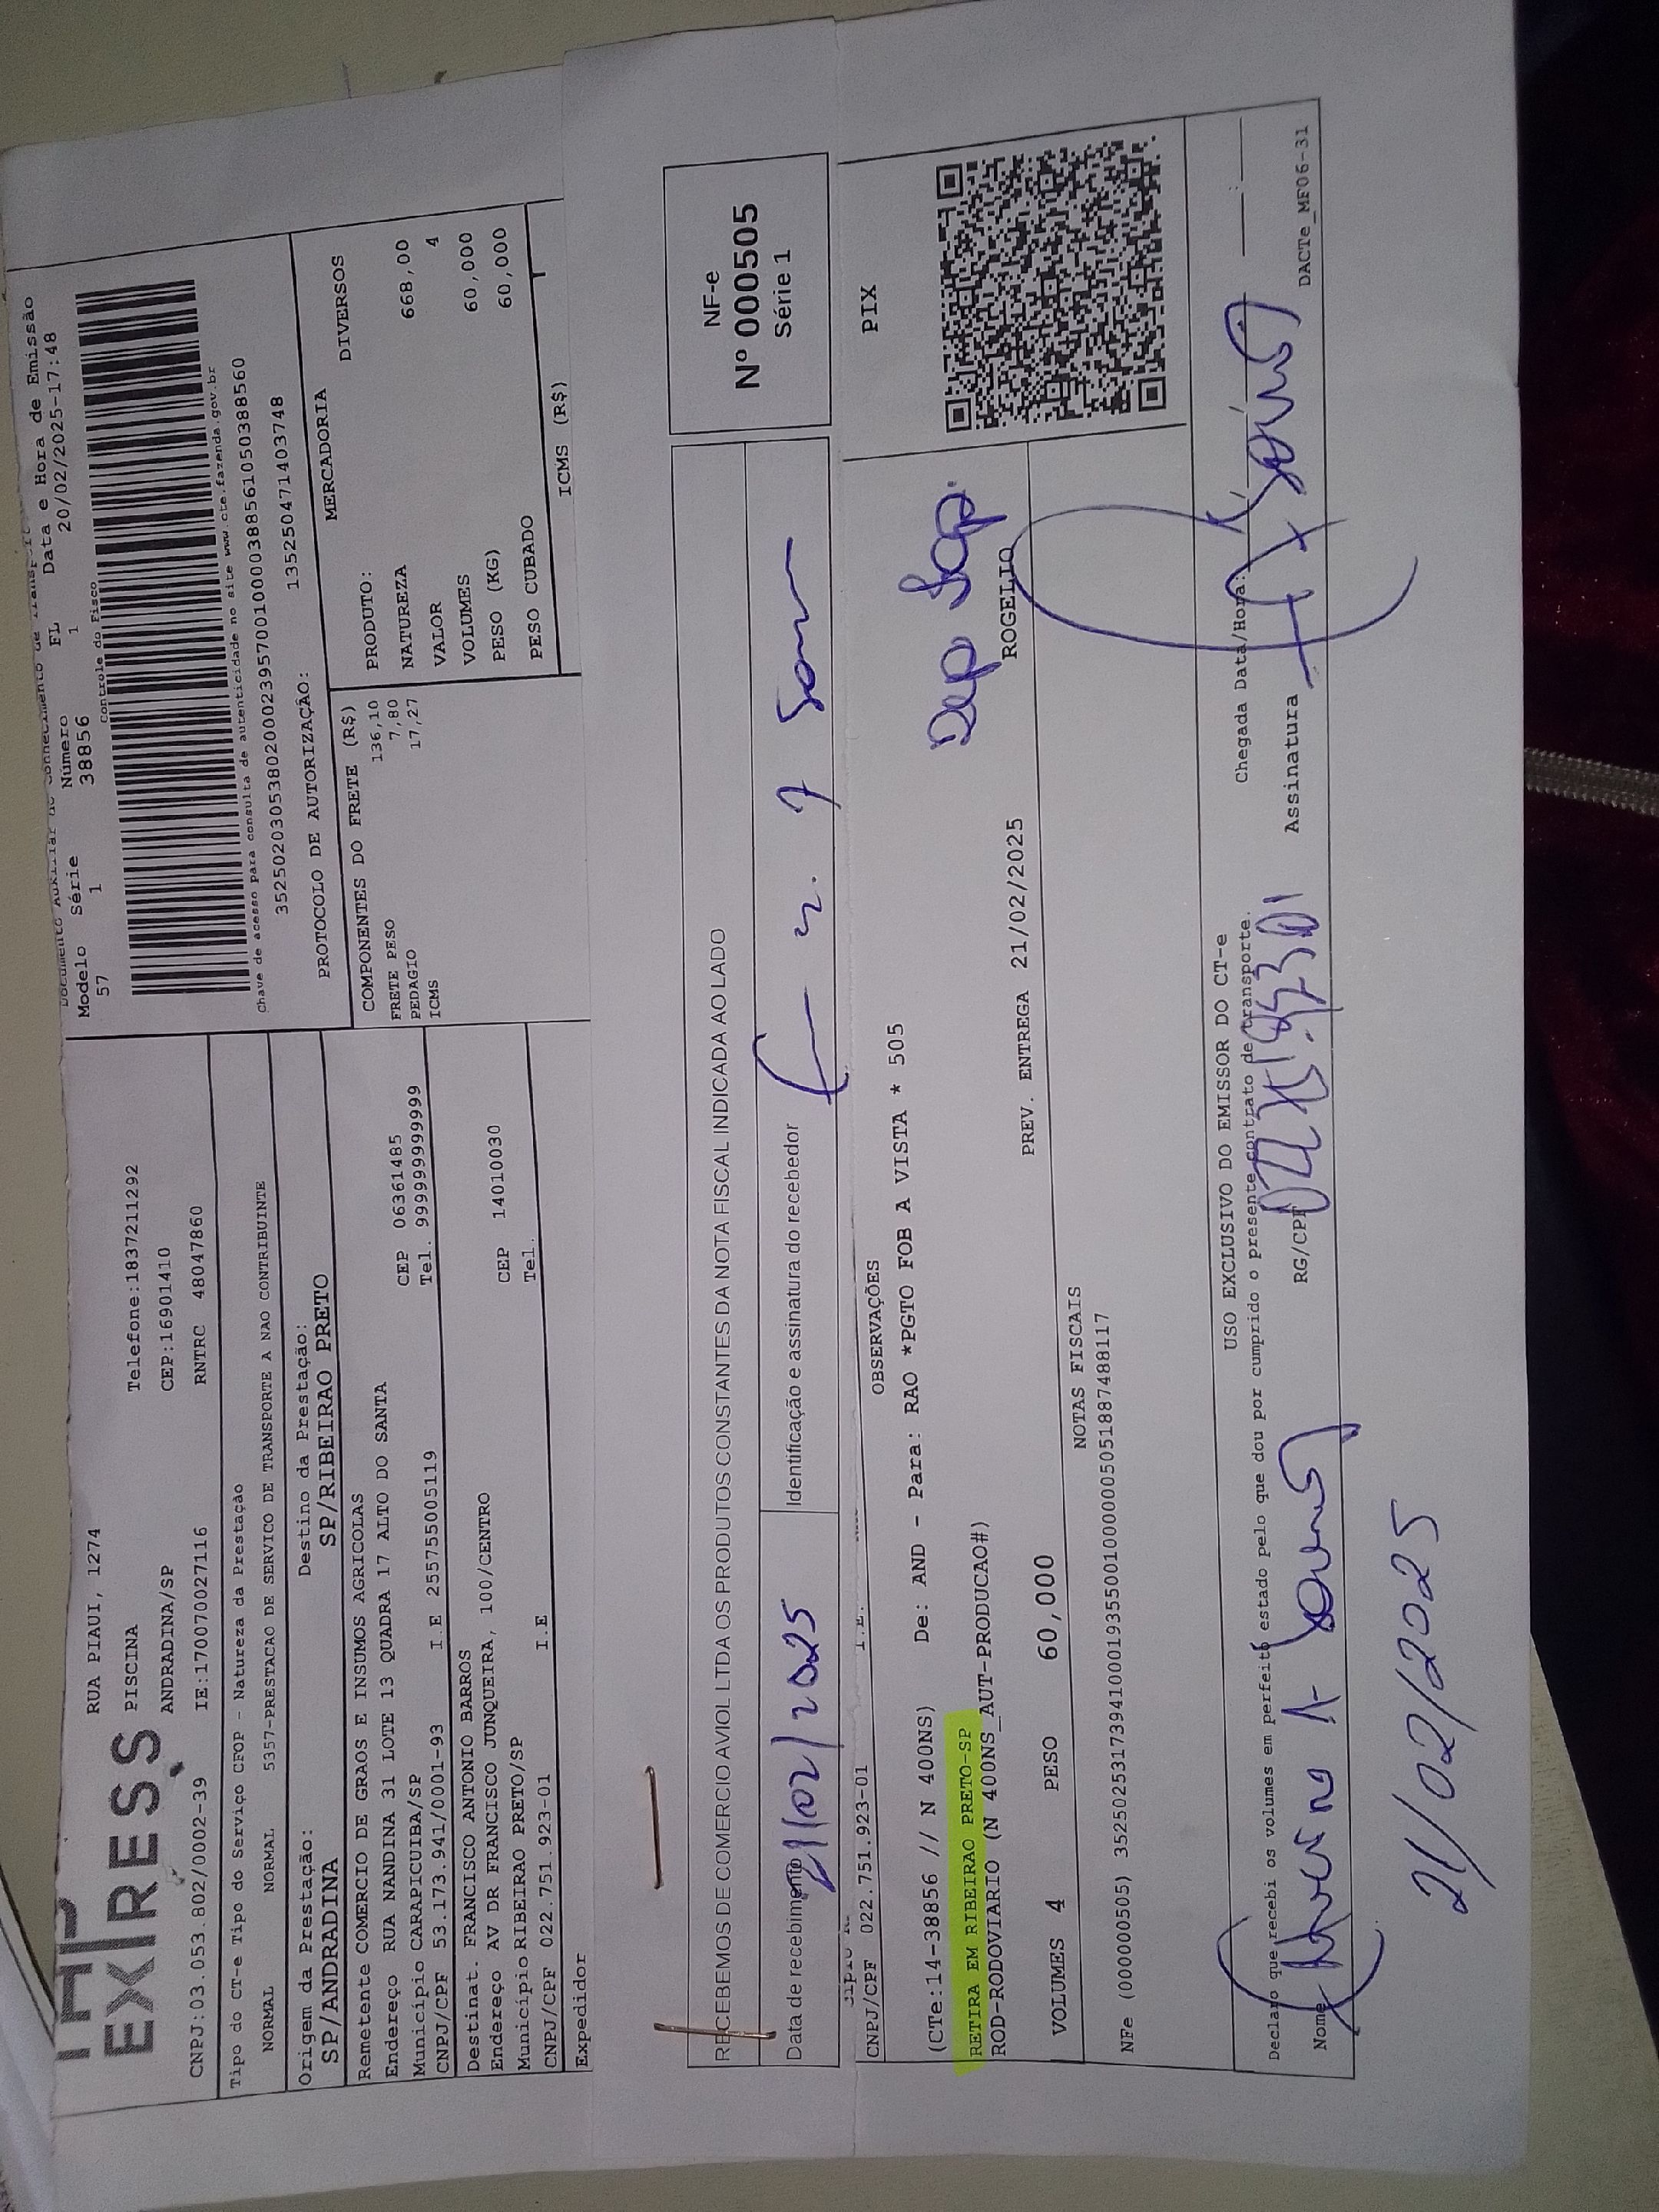 EXPRESS
RUA PIAUI, 1274
PISCINA Telefone:1837211292
ANDRADINA/SP CEP:16901410
CNPJ:03.053.802/0002-39 IE:170070027116 RNTRC 48047860
Modelo Série Número FL Data e Hora de Emissão
57 1 38856 1 20/02/2025-17:48
Controle do Fisco
Chave de acesso para consulta de autenticidade no site www.cte.fazenda.gov.br
35250203053802000239570010000388561050388560
PROTOCOLO DE AUTORIZAÇÃO: 135250471403748
Tipo do CT-e Tipo do Serviço CFOP - Natureza da Prestação
NORMAL NORMAL 5357-PRESTACAO DE SERVICO DE TRANSPORTE A NAO CONTRIBUINTE
Origem da Prestação: Destino da Prestação:
SP/ANDRADINA SP/RIBEIRAO PRETO
Remetente COMERCIO DE GRAOS E INSUMOS AGRICOLAS
Endereço RUA NANDINA 31 LOTE 13 QUADRA 17 ALTO DO SANTA
Município CARAPICUIBA/SP CEP 06361485
CNPJ/CPF 53.173.941/0001-93 I.E 255755005119 Tel. 99999999999
Destinat. FRANCISCO ANTONIO BARROS
Endereço AV DR FRANCISCO JUNQUEIRA, 100/CENTRO
Município RIBEIRAO PRETO/SP CEP 14010030
CNPJ/CPF 022.751.923-01 I.E Tel.
Expedidor
COMPONENTES DO FRETE (R$)
FRETE PESO 136,10
PEDAGIO 7,80
ICMS 17,27
MERCADORIA
PRODUTO: DIVERSOS
NATUREZA
VALOR 668,00
VOLUMES 4
PESO (KG) 60,000
PESO CUBADO 60,000
ICMS (R$)
RECEBEMOS DE COMERCIO AVIOL LTDA OS PRODUTOS CONSTANTES DA NOTA FISCAL INDICADA AO LADO
Data de recebimento Identificação e assinatura do recebedor
21/02/2025
NF-e
Nº 000505
Série 1
CNPJ/CPF 022.751.923-01 I.E.
OBSERVAÇÕES
(CTe:14-38856 // N 400NS) De: AND - Para: RAO *PGTO FOB A VISTA * 505
RETIRA EM RIBEIRAO PRETO-SP
ROD-RODOVIARIO (N 400NS_AUT-PRODUCAO#)
PREV. ENTREGA 21/02/2025 ROGELIO
PIX
VOLUMES 4 PESO 60,000
NOTAS FISCAIS
NFe (000000505) 35250253173941000193550010000005051887488117
USO EXCLUSIVO DO EMISSOR DO CT-e
Declaro que recebi os volumes em perfeito estado pelo que dou por cumprido o presente contrato de transporte.
Chegada Data/Hora: :
Nome RG/CPF Assinatura
DACTe_MF06-31
21/02/2025